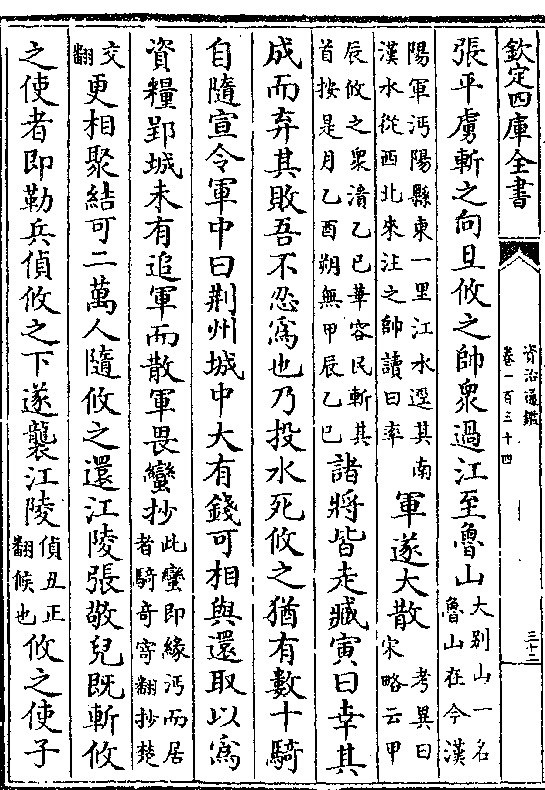 欽定四庫全書
資治通鑑
卷一百三十四
三十二
張平虜斬之向旦攸之帥衆過江至魯山大别山一名
魯山在今漢
陽軍沔陽縣東一里江水逕其南
漢水從西北來注之帥讀曰率
軍遂大散考異曰
宋略云甲
辰攸之衆潰乙巳華容民斬其
首按是月乙酉朔無甲辰乙巳
諸將皆走臧寅曰幸其
成而弃其敗吾不忍爲也乃投水死攸之猶有數十騎
自隨宣令軍中曰荆州城中大有錢可相與還取以爲
資糧郢城未有追軍而散軍畏蠻抄此蠻即緣沔而居
者騎奇寄翻抄楚
交
翻
更相聚結可二萬人隨攸之還江陵張敬兒既斬攸
之使者即勒兵偵攸之下遂襲江陵偵丑正
翻候也
攸之使子